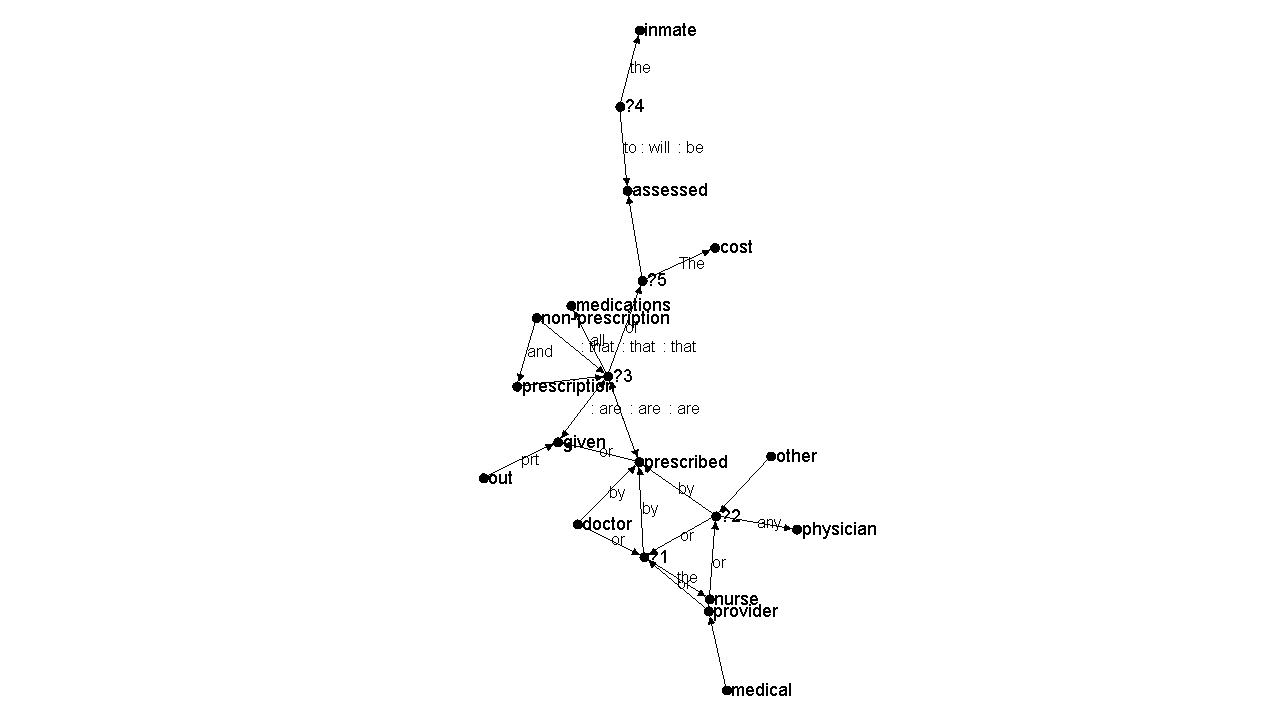 inmate
the
?4
to : will : be
assessed
cost
The
?5
medications
non-prescription
or
all
: that : that : that
and
?3
prescription
: are : are : are
given
or
prescribed
other
prt
out
by
by
by
?2
any
physician
doctor
or
or
?1
or
the
or
nurse
provider
medical